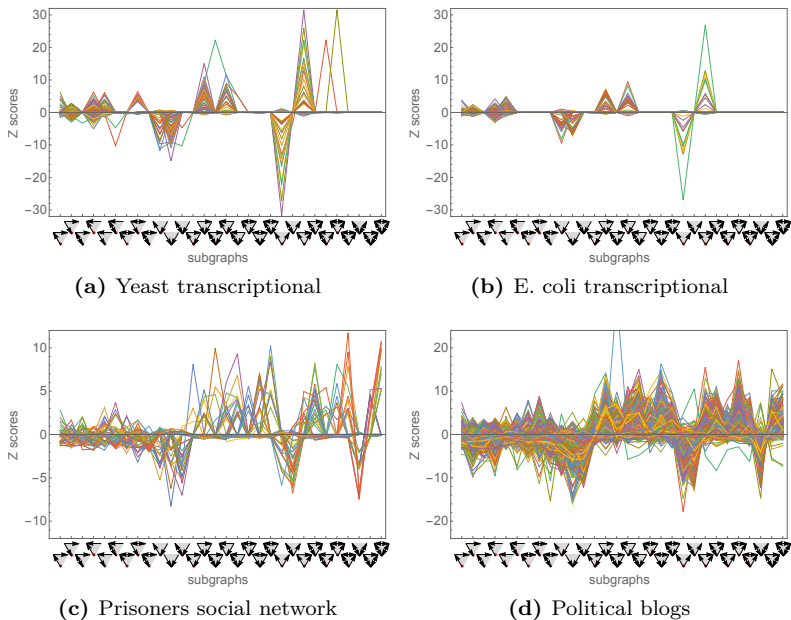 30
20
10
0
−10
−20
−30
Z scores
subgraphs
(a) Yeast transcriptional
30
20
10
0
−10
−20
−30
Z scores
subgraphs
(b) E. coli transcriptional
10
5
0
−5
−10
Z scores
subgraphs
(c) Prisoners social network
20
10
0
−10
−20
Z scores
subgraphs
(d) Political blogs